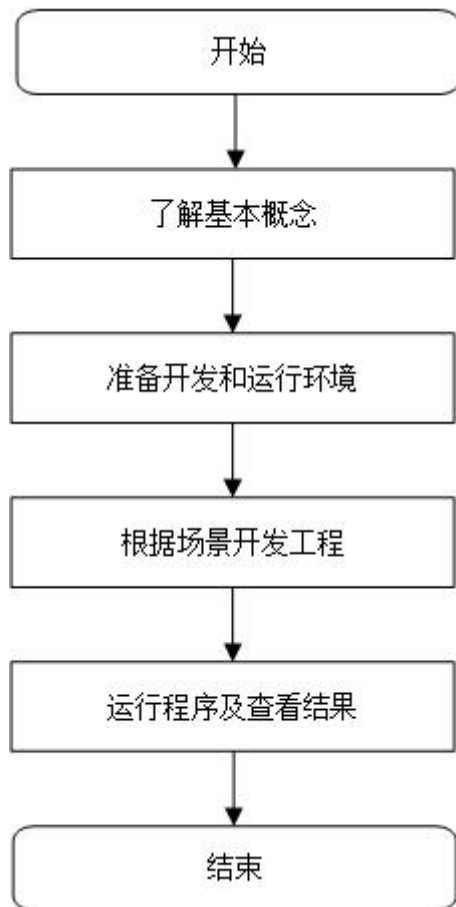 开始
了解基本概念
准备开发和运行环境
根据场景开发工程
运行程序及查看结果
结束